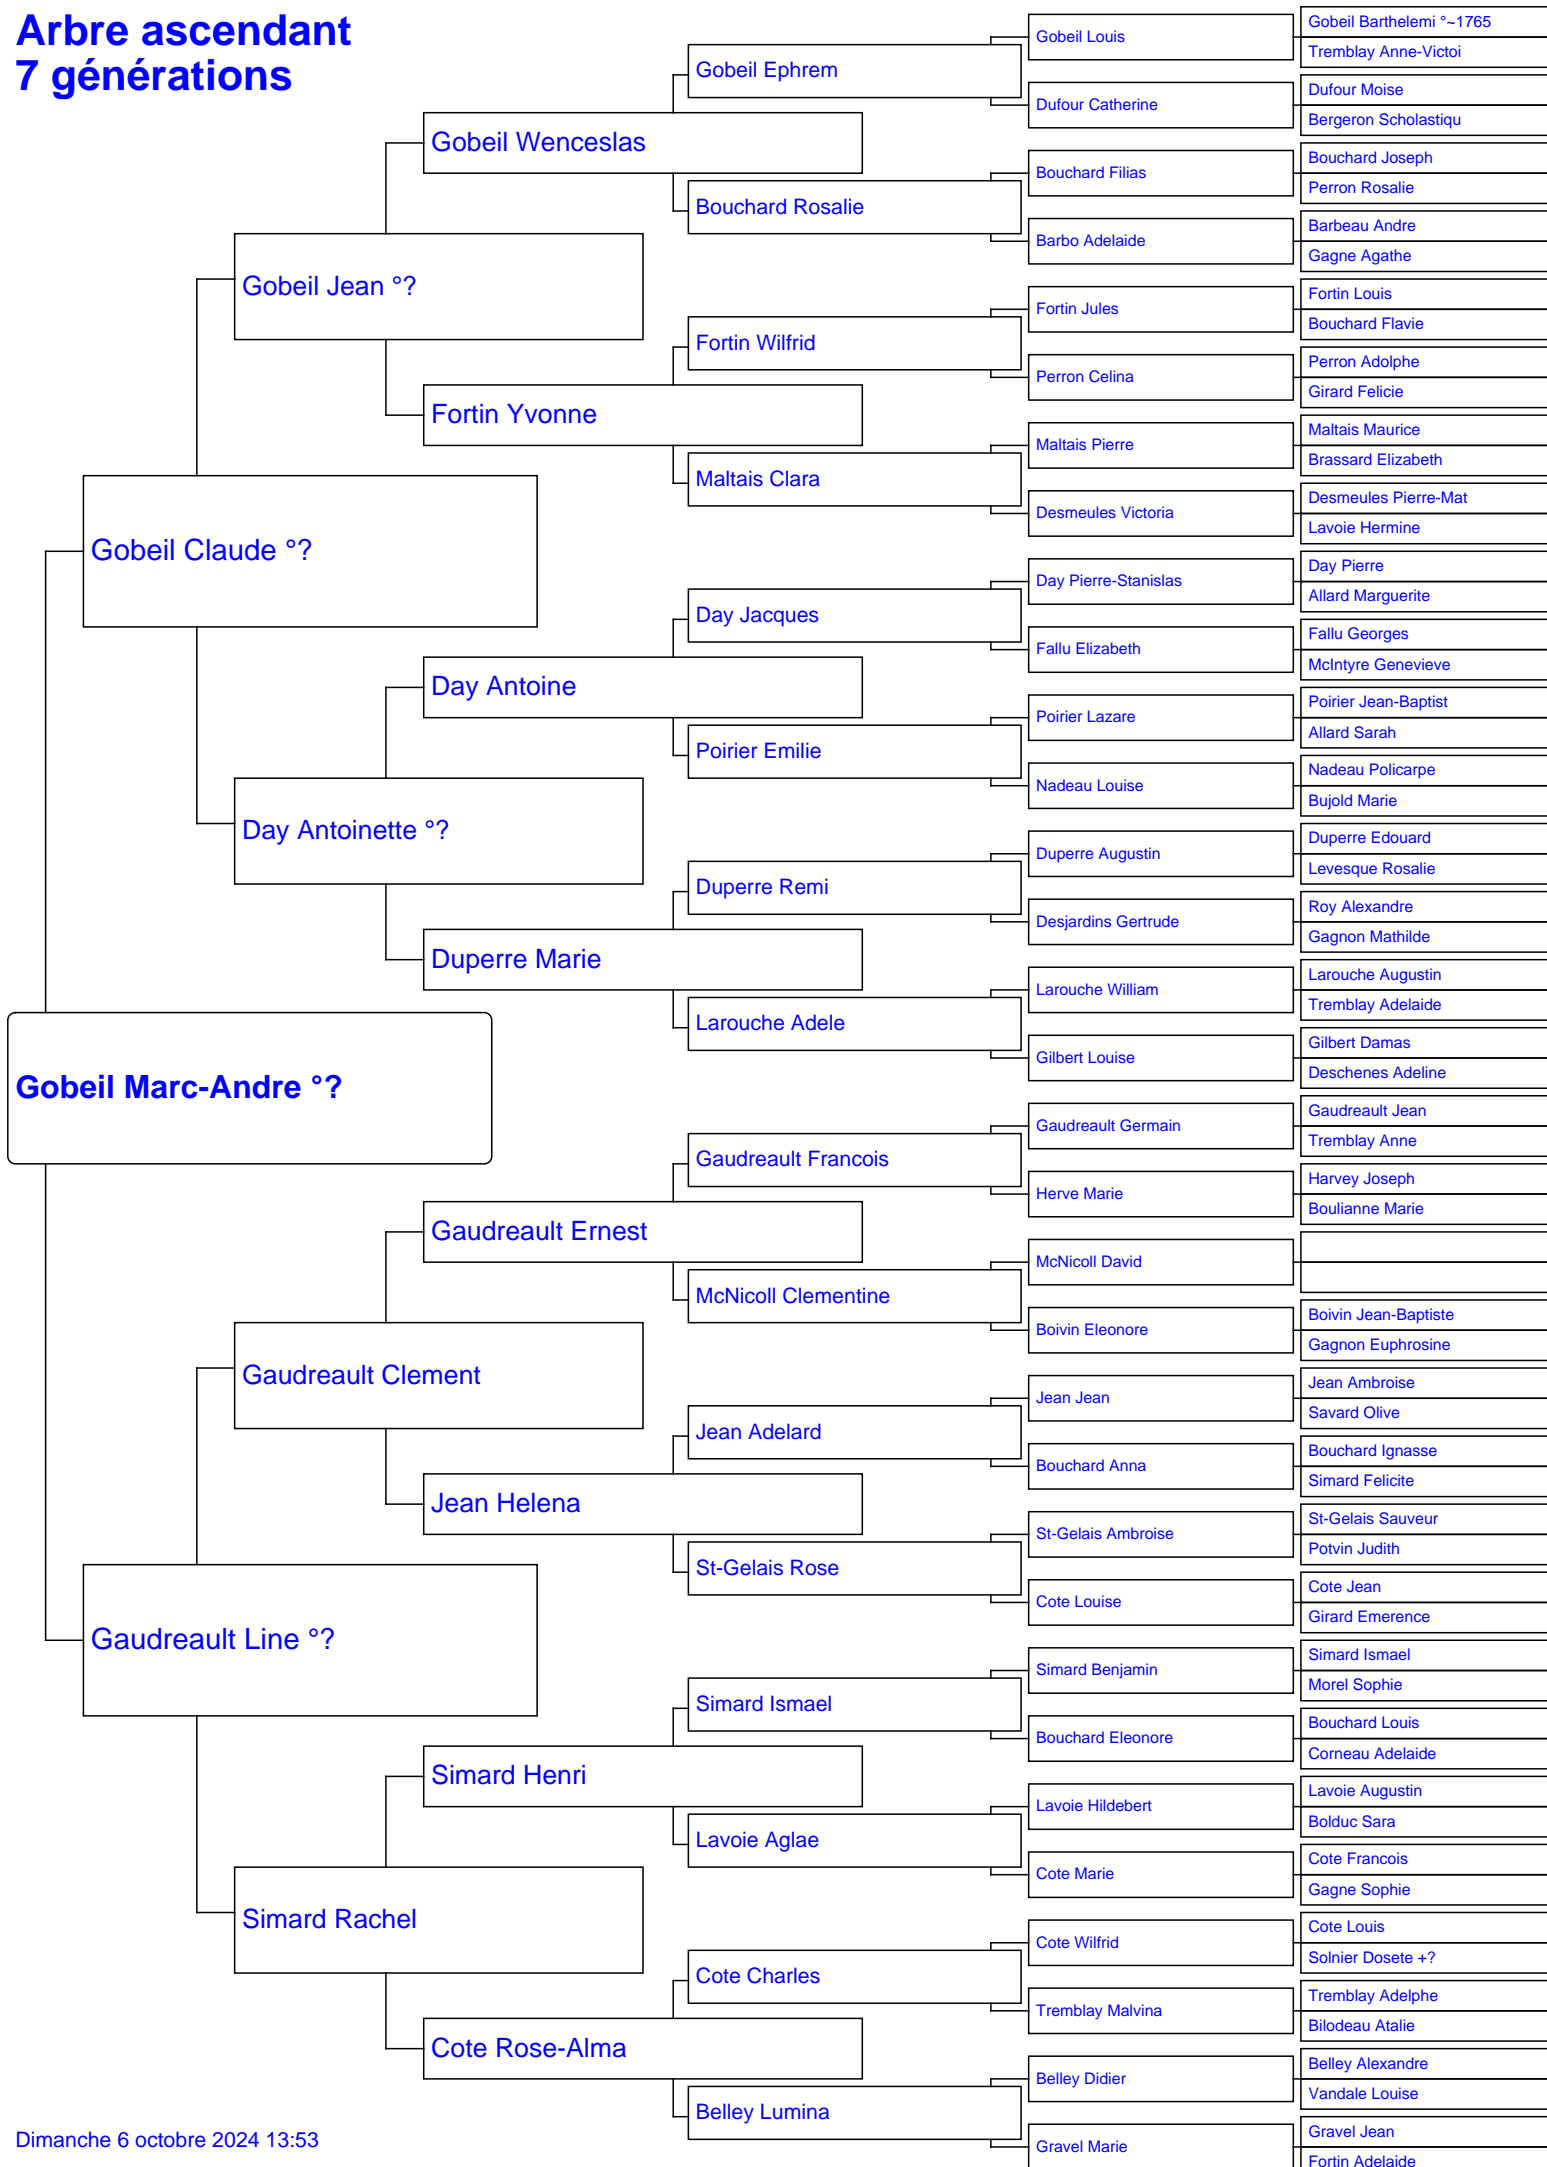 Arbre ascendant
7 générations
Gobeil Marc-Andre °?
Gobeil Claude °?
Gaudreault Line °?
Gobeil Jean °?
Day Antoinette °?
Gaudreault Clement
Simard Rachel
Gobeil Wenceslas
Fortin Yvonne
Day Antoine
Duperre Marie
Gaudreault Ernest
Jean Helena
Simard Henri
Cote Rose-Alma
Gobeil Ephrem
Bouchard Rosalie
Fortin Wilfrid
Maltais Clara
Day Jacques
Poirier Emilie
Duperre Remi
Larouche Adele
Gaudreault Francois
McNicoll Clementine
Jean Adelard
St-Gelais Rose
Simard Ismael
Lavoie Aglae
Cote Charles
Belley Lumina
Gobeil Louis
Dufour Catherine
Bouchard Filias
Barbo Adelaide
Fortin Jules
Perron Celina
Maltais Pierre
Desmeules Victoria
Day Pierre-Stanislas
Fallu Elizabeth
Poirier Lazare
Nadeau Louise
Duperre Augustin
Desjardins Gertrude
Larouche William
Gilbert Louise
Gaudreault Germain
Herve Marie
McNicoll David
Boivin Eleonore
Jean Jean
Bouchard Anna
St-Gelais Ambroise
Cote Louise
Simard Benjamin
Bouchard Eleonore
Lavoie Hildebert
Cote Marie
Cote Wilfrid
Tremblay Malvina
Belley Didier
Gravel Marie
Gobeil Barthelemi °~1765
Tremblay Anne-Victoi
Dufour Moise
Bergeron Scholastiqu
Bouchard Joseph
Perron Rosalie
Barbeau Andre
Gagne Agathe
Fortin Louis
Bouchard Flavie
Perron Adolphe
Girard Felicie
Maltais Maurice
Brassard Elizabeth
Desmeules Pierre-Mat
Lavoie Hermine
Day Pierre
Allard Marguerite
Fallu Georges
McIntyre Genevieve
Poirier Jean-Baptist
Allard Sarah
Nadeau Policarpe
Bujold Marie
Duperre Edouard
Levesque Rosalie
Roy Alexandre
Gagnon Mathilde
Larouche Augustin
Tremblay Adelaide
Gilbert Damas
Deschenes Adeline
Gaudreault Jean
Tremblay Anne
Harvey Joseph
Boulianne Marie
Boivin Jean-Baptiste
Gagnon Euphrosine
Jean Ambroise
Savard Olive
Bouchard Ignasse
Simard Felicite
St-Gelais Sauveur
Potvin Judith
Cote Jean
Girard Emerence
Simard Ismael
Morel Sophie
Bouchard Louis
Corneau Adelaide
Lavoie Augustin
Bolduc Sara
Cote Francois
Gagne Sophie
Cote Louis
Solnier Dosete +?
Tremblay Adelphe
Bilodeau Atalie
Belley Alexandre
Vandale Louise
Gravel Jean
Fortin Adelaide
Dimanche 6 octobre 2024 13:53